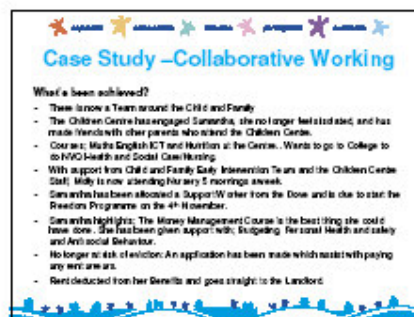 Case Study –Collaborative Working
What's been achieved?
- There is now a Team around the Child and Family
- The Children Centre has engaged Samantha, she no longer feels isolated, and has
made friends with other parents who attend the Children Centre.
- Courses; Maths English ICT and Nutrition at the Centre. Wants to go to College to
do NVQ Health and Social Care/Nursing.
- With support from Child and Family Early Intervention Team and the Children Centre
Staff, is now attending Nursery 5 mornings a week.
- Samantha has been allocated a Support Worker from the Dove and is due to start the
Freedom Programme on the 4th November.
- Samantha highlights; The Money Management Course is the best thing she could
have done. She has been given support with; Budgeting, Personal Health and safety
and Anti social Behaviour.
- No longer at risk of eviction: An application has been made which assist with paying
any rent arrears.
- Rent deducted from her Benefits and goes straight to the Landlord.